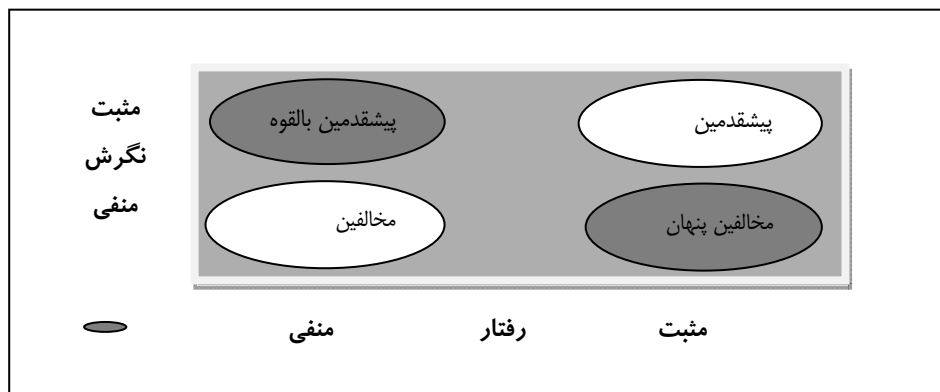 مثبت
نگرش
منفی
پیشقدمین
پیشقدمین بالقوه
مخالفین پنهان
مخالفین
مثبت
رفتار
منفی